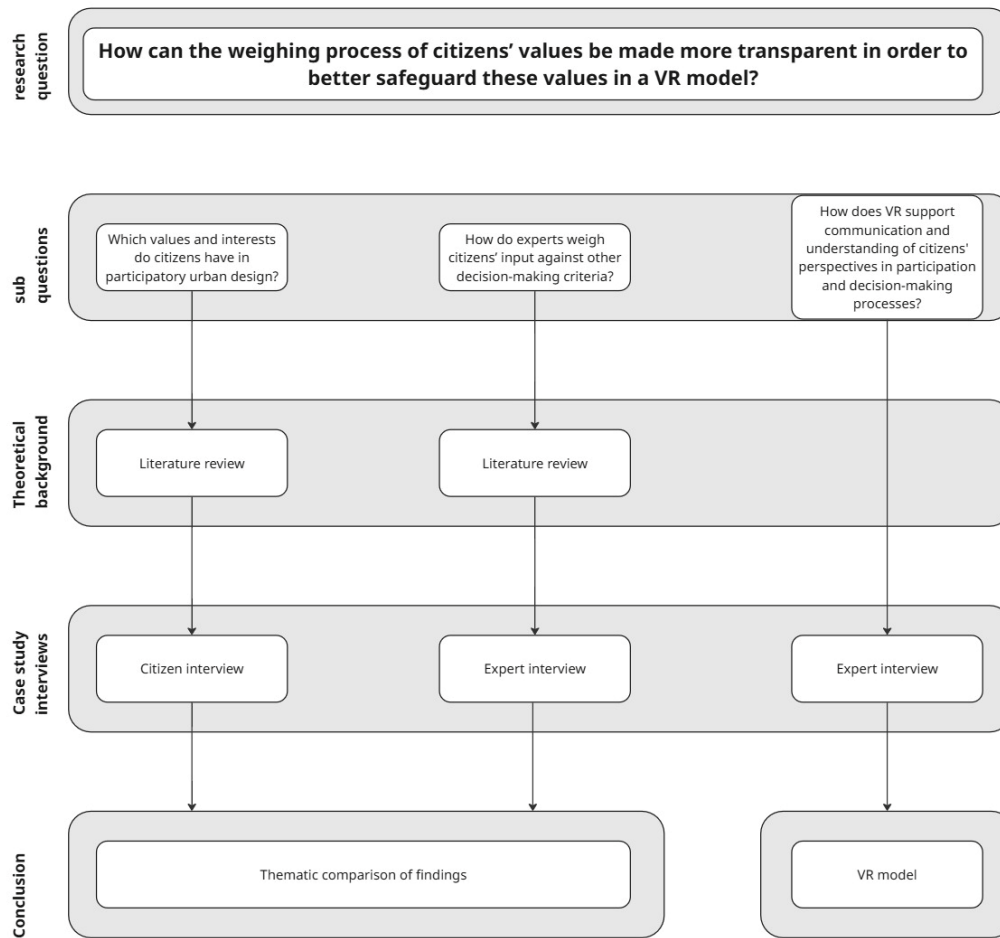 research
question
How can the weighing process of citizens’ values be made more transparent in order to
better safeguard these values in a VR model?
sub
questions
Which values and interests
do citizens have in
participatory urban design?
How do experts weigh
citizens’ input against other
decision-making criteria?
How does VR support
communication and
understanding of citizens'
perspectives in participation
and decision-making
processes?
Theoretical
background
Literature review
Literature review
Case study
interviews
Citizen interview
Expert interview
Expert interview
Conclusion
Thematic comparison of findings
VR model